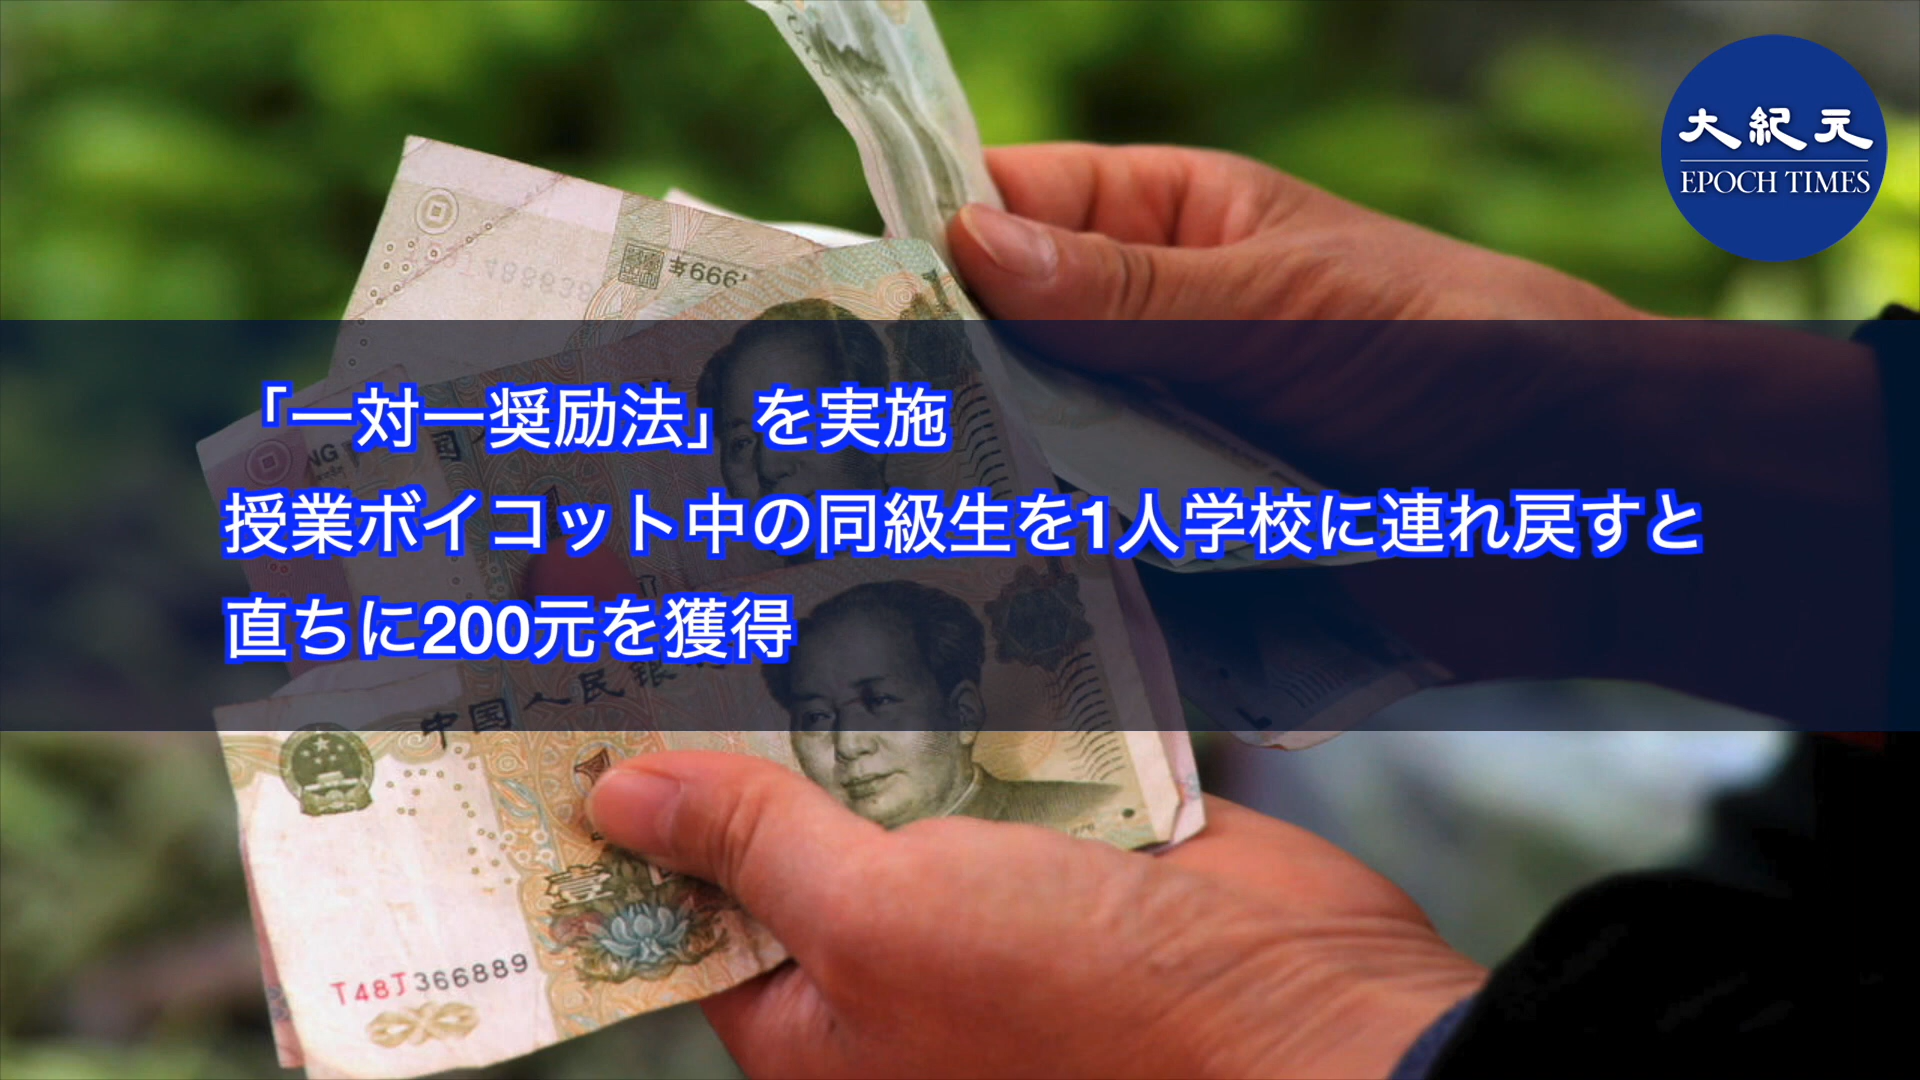 大紀元
EPOCH TIMES
「一対一奨励法」を実施
授業ボイコット中の同級生を1人学校に連れ戻すと
直ちに200元を獲得
中国人民银
T48J366889